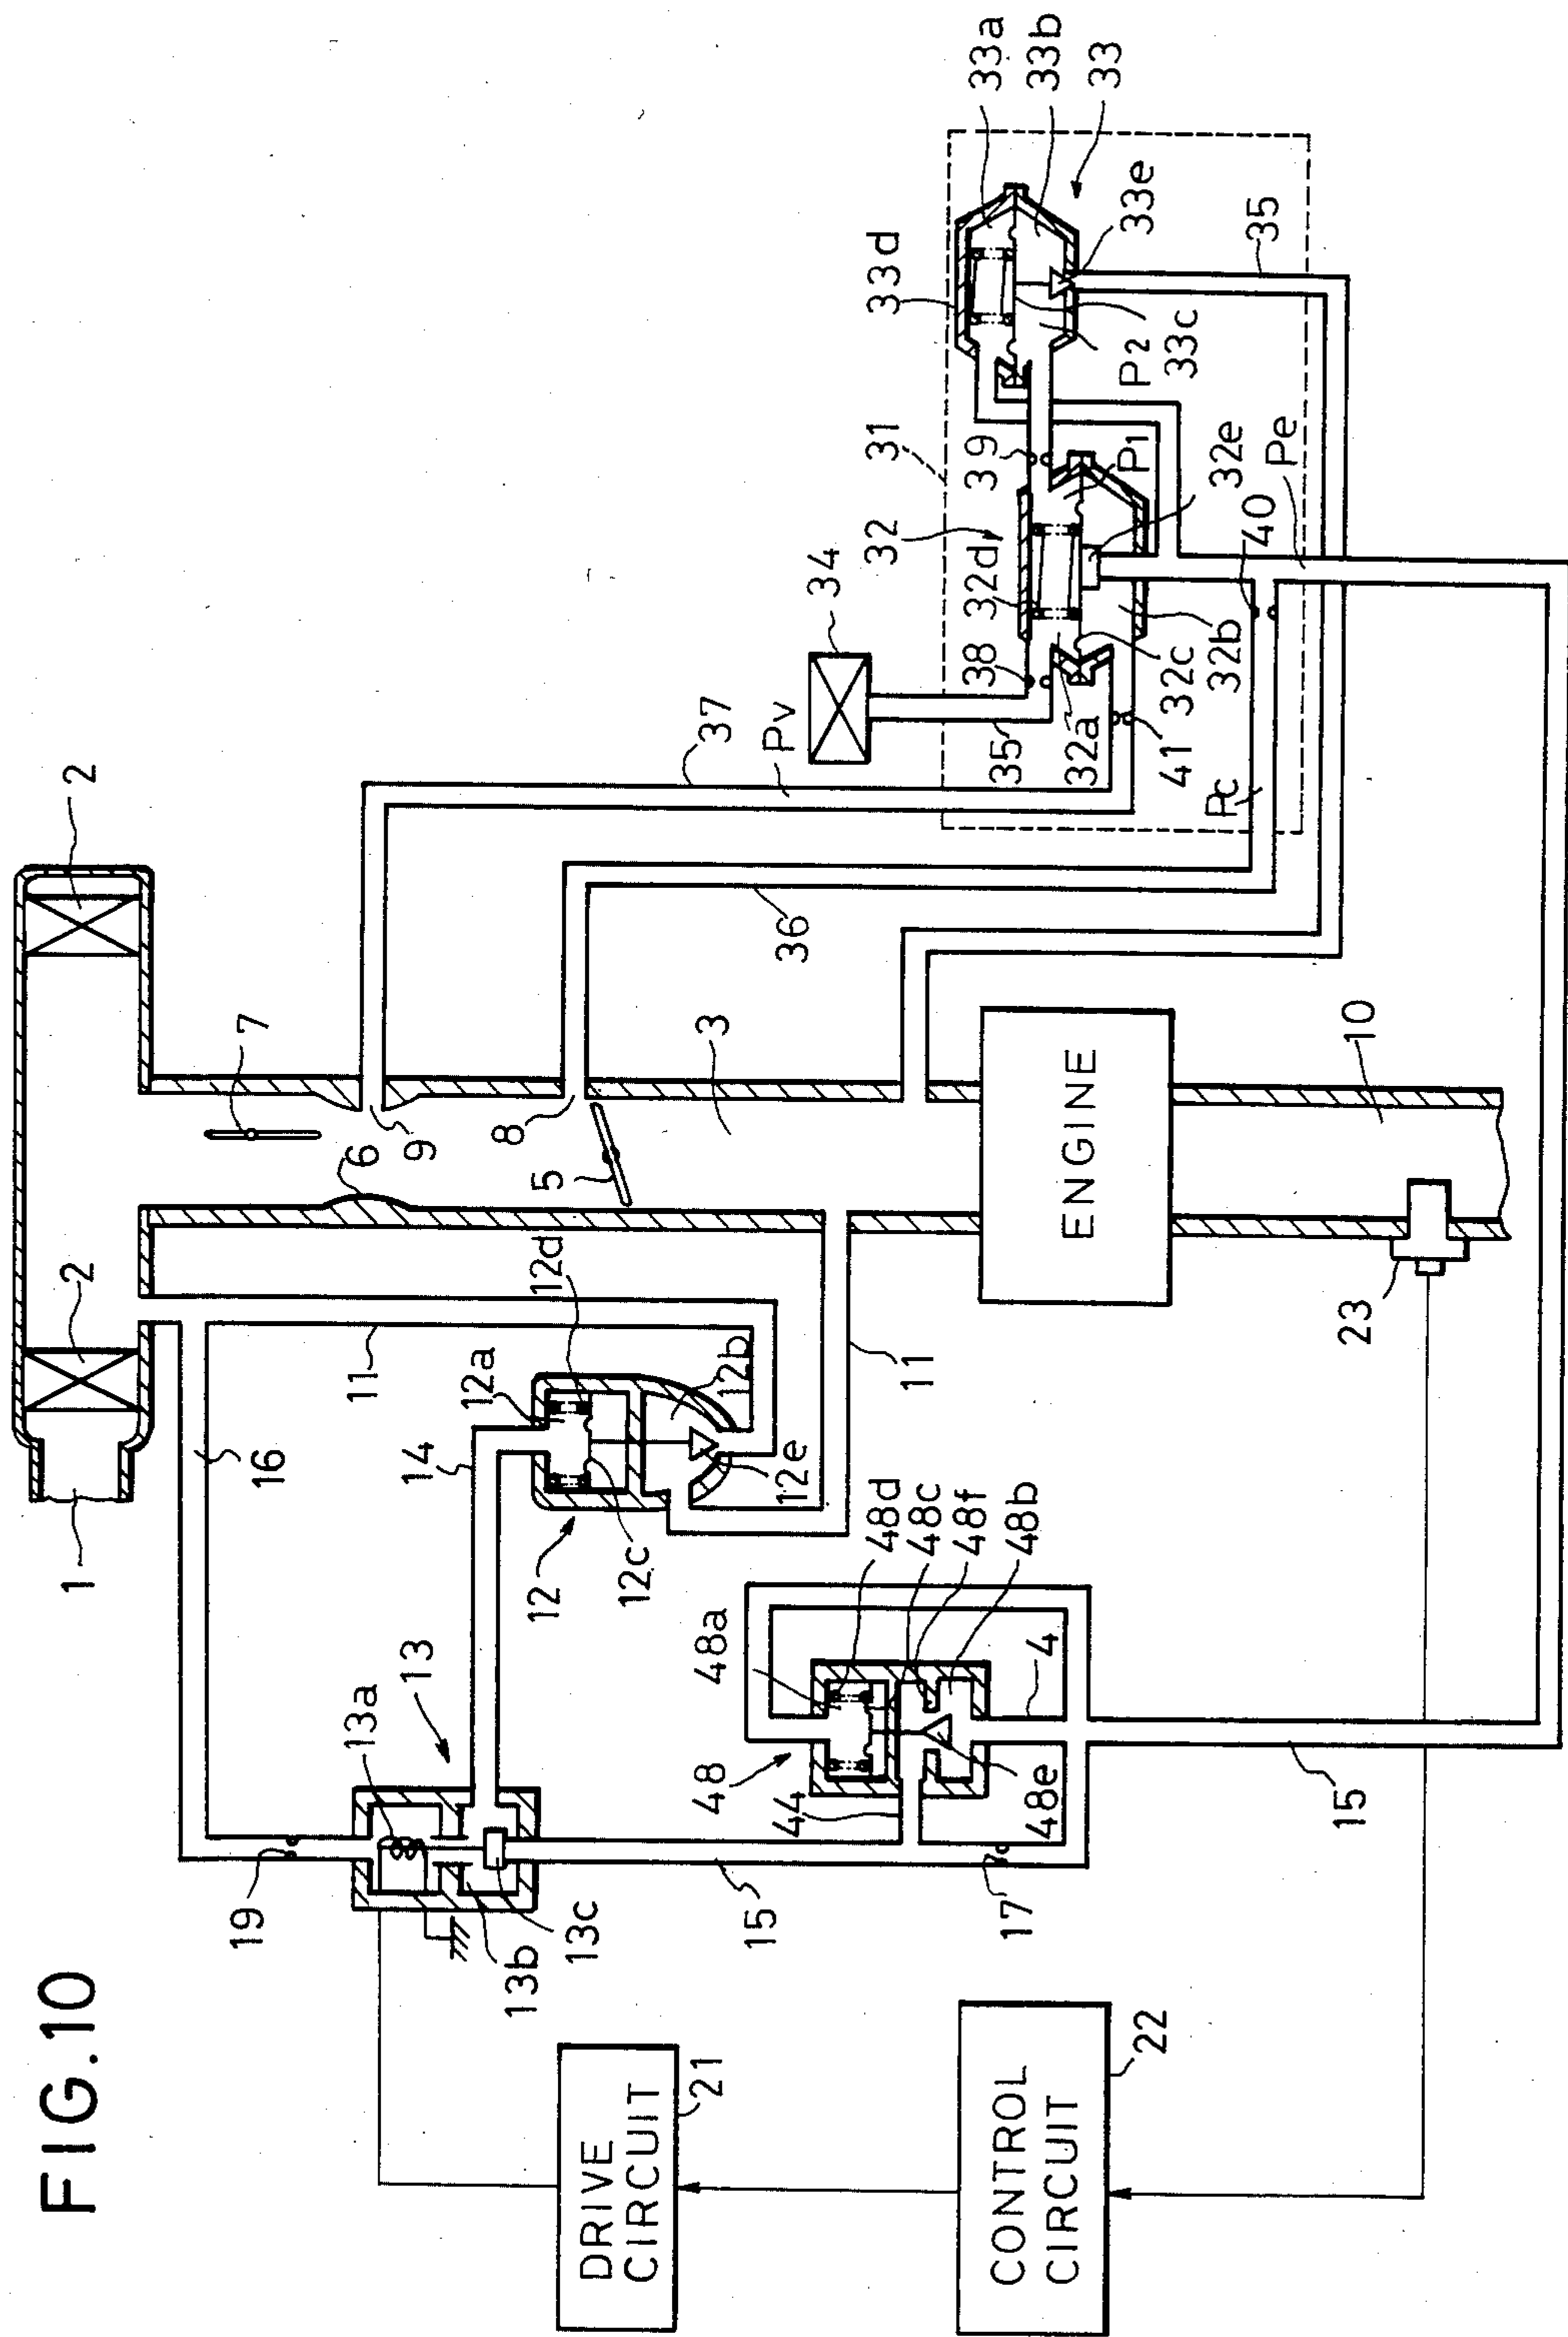 FIG.10
DRIVE
CIRCUIT
21
CONTROL
CIRCUIT
22
1
2
2
16
19
13a
13
13b
13c
14
11
12a
12d
12b
12
12c
12e
11
15
17
44
48
48a
48d
48c
48f
48b
48e
4
15
7
6
9
8
5
3
ENGINE
10
23
37
Pv
36
34
35
31
32
32d
38
32a
41
32c
32b
Pc
39
P1
32e
40
Pe
33d
P2
33c
33a
33b
33
33e
35